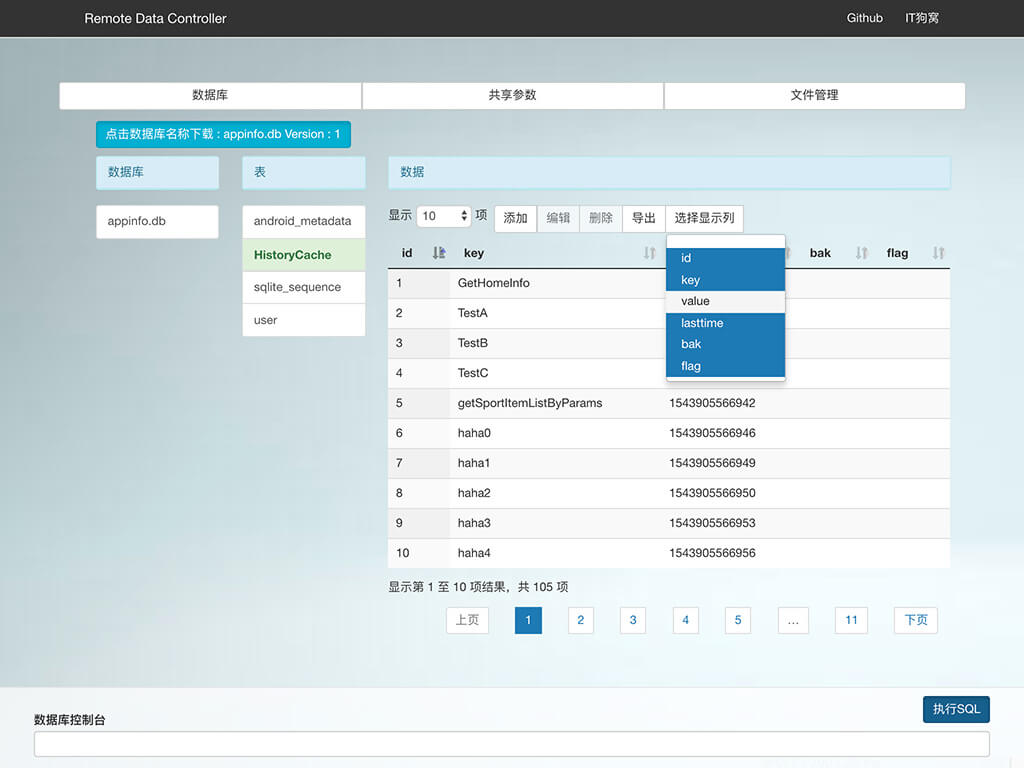 Remote Data Controller Github IT狗窝
数据库 共享参数 文件管理
点击数据库名称下载 : appinfo.db Version : 1
数据库 表 数据
appinfo.db
android_metadata
HistoryCache
sqlite_sequence
user
显示 10 项 添加 编辑 删除 导出 选择显示列
id key bak flag
id
key
value
lasttime
bak
flag
1 GetHomeInfo
2 TestA
3 TestB
4 TestC
5 getSportItemListByParams 1543905566942
6 haha0 1543905566946
7 haha1 1543905566949
8 haha2 1543905566950
9 haha3 1543905566953
10 haha4 1543905566956
显示第 1 至 10 项结果，共 105 项
上页 1 2 3 4 5 … 11 下页
执行SQL
数据库控制台